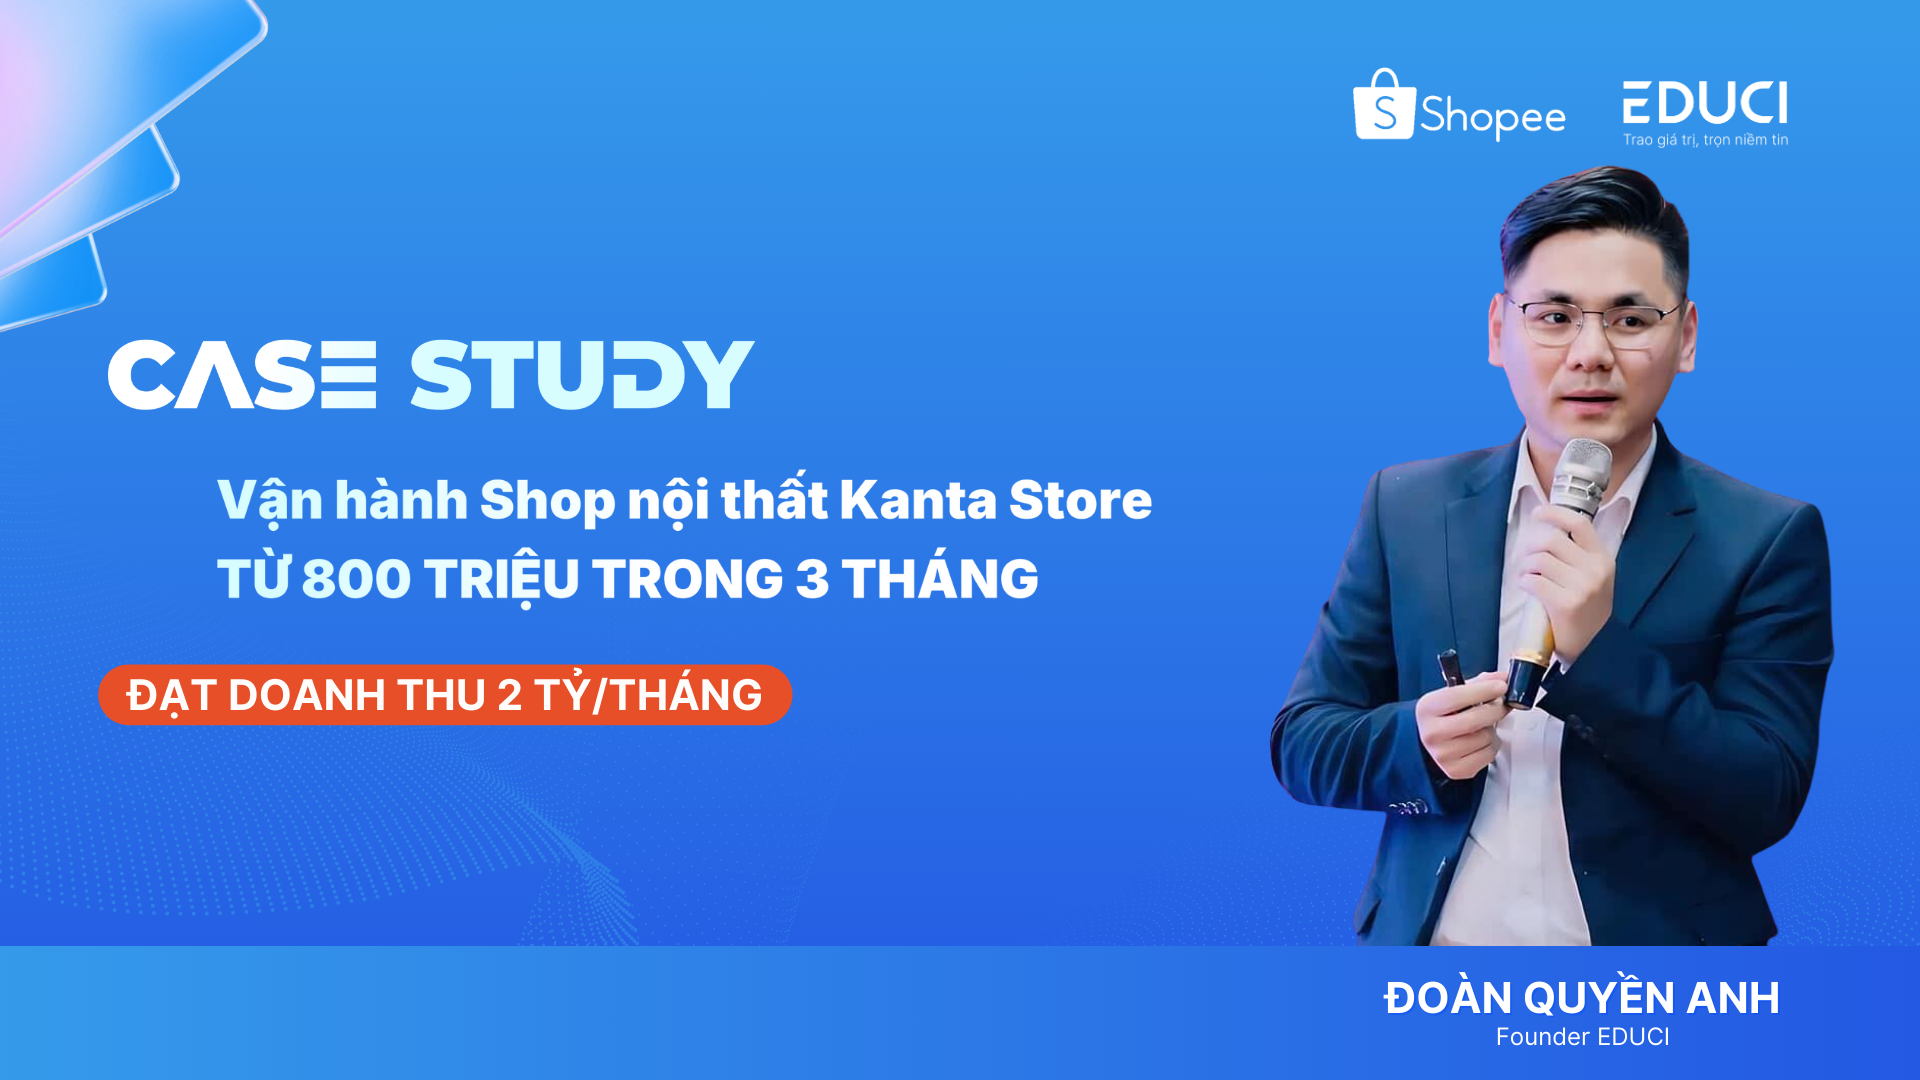 Shopee
EDUCI
Trao giá trị, trọn niềm tin
CASE STUDY
Vận hành Shop nội thất Kanta Store
TỪ 800 TRIỆU TRONG 3 THÁNG
ĐẠT DOANH THU 2 TỶ/THÁNG
ĐOÀN QUYỀN ANH
Founder EDUCI